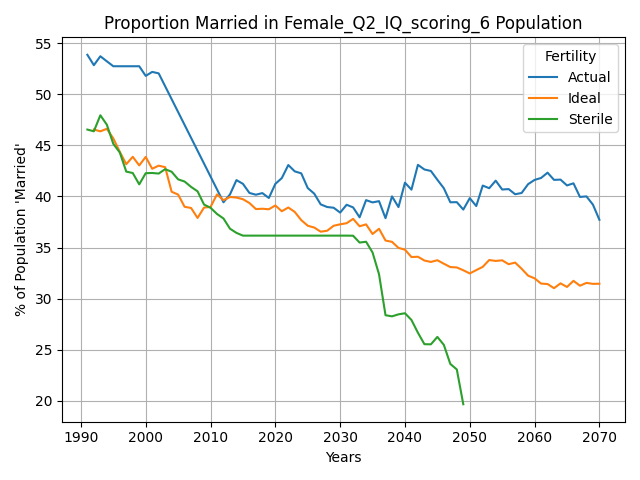 Proportion Married in Female_Q2_IQ_scoring_6 Population
% of Population 'Married'
55
50
45
40
35
30
25
20
Fertility
Actual
Ideal
Sterile
1990 2000 2010 2020 2030 2040 2050 2060 2070
Years